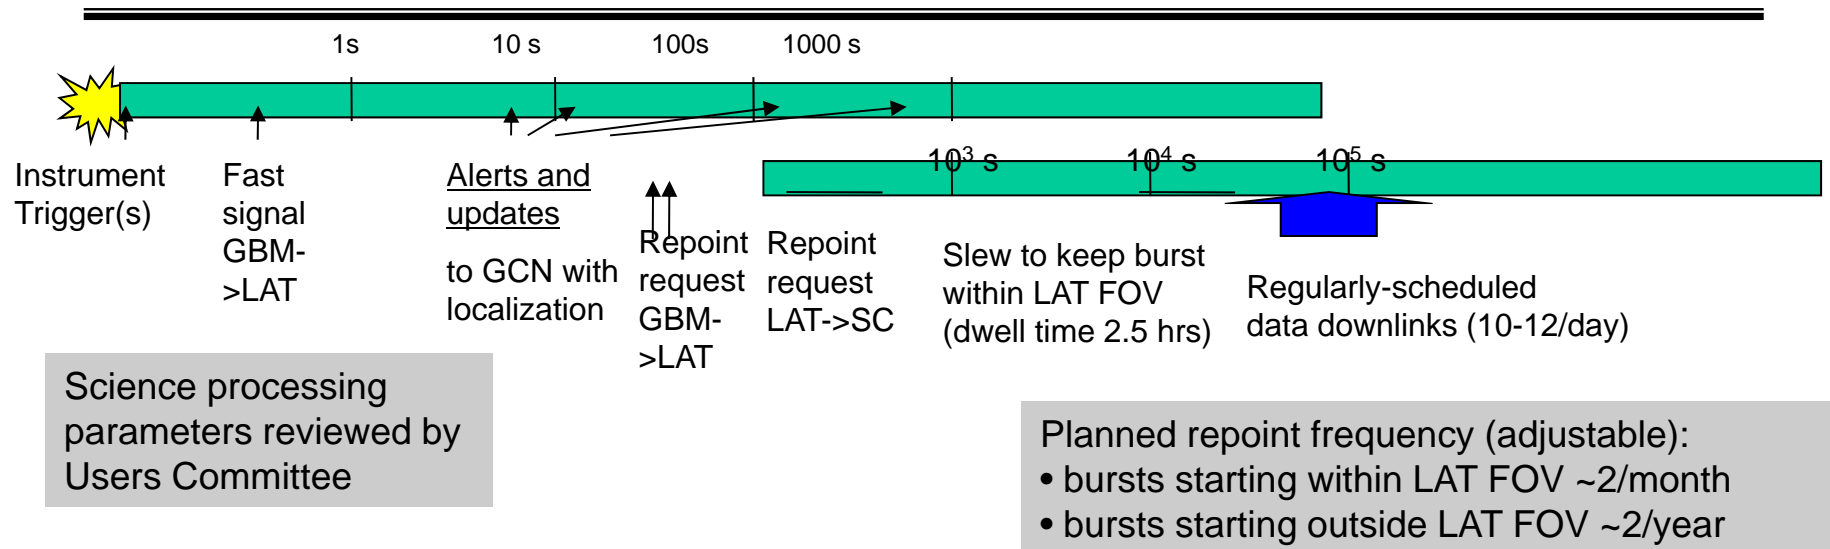 1s 10 s 100s 1000 s
10³ s 10⁴ s 10⁵ s
Instrument
Trigger(s)
Fast
signal
GBM-
>LAT
Alerts and
updates
to GCN with
localization
Repoint
request
GBM-
>LAT
Repoint
request
LAT->SC
Slew to keep burst
within LAT FOV
(dwell time 2.5 hrs)
Regularly-scheduled
data downlinks (10-12/day)
Science processing
parameters reviewed by
Users Committee
Planned repoint frequency (adjustable):
• bursts starting within LAT FOV ~2/month
• bursts starting outside LAT FOV ~2/year